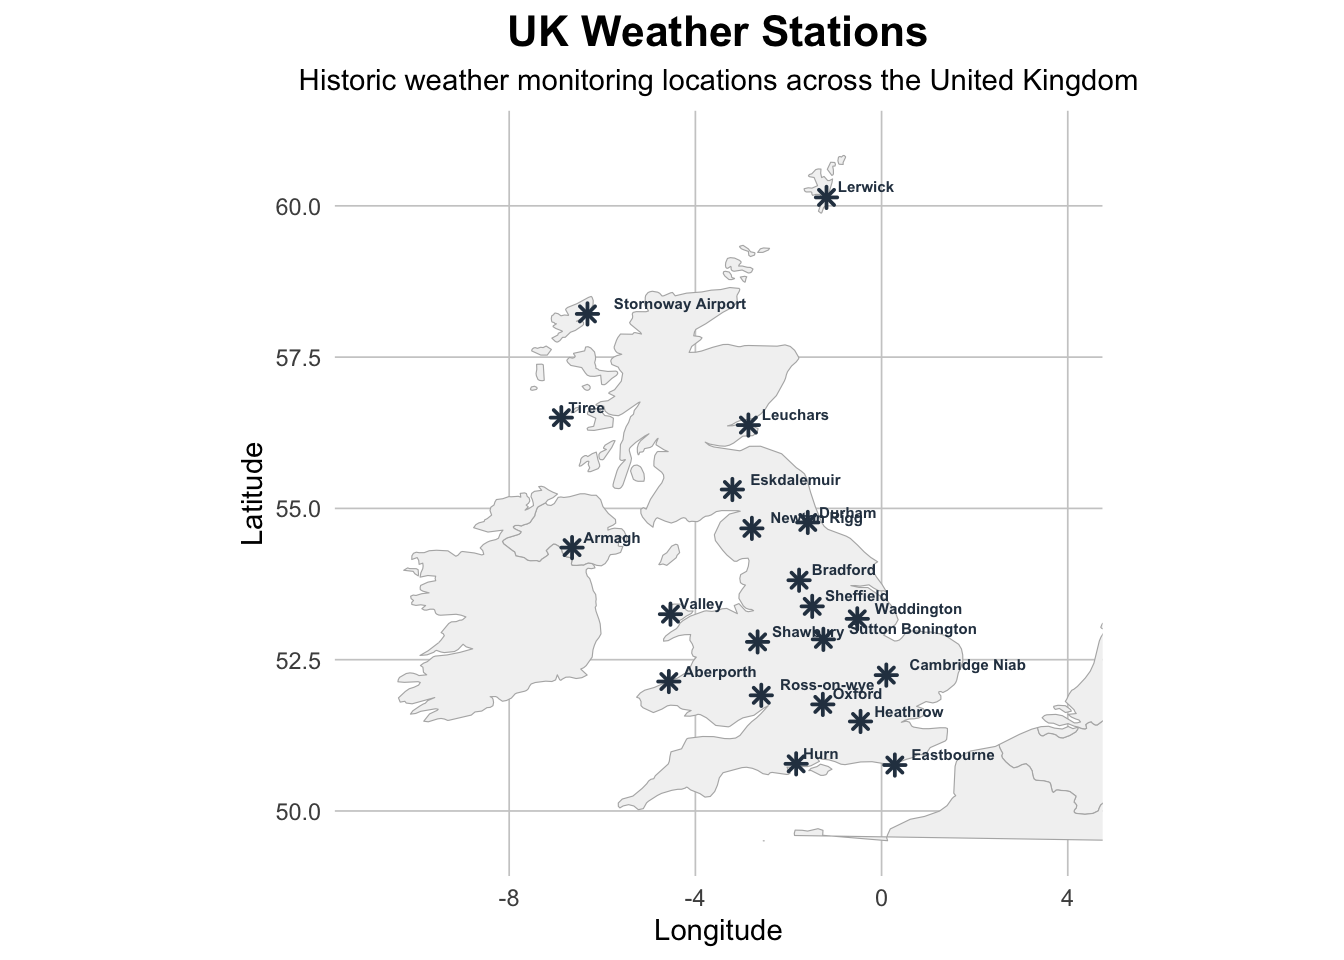 UK Weather Stations
Historic weather monitoring locations across the United Kingdom
Lerwick
60.0
Stornoway Airport
57.5
Tiree
Leuchars
Eskdalemuir
55.0
Durham
Newton Rigg
Armagh
Bradford
Sheffield
Valley
Waddington
Sutton Bonington
Shawbury
52.5
Cambridge Niab
Aberporth
Ross-on-wye
Oxford
Heathrow
Hurn
Eastbourne
50.0
Latitude
-8
-4
0
4
Longitude